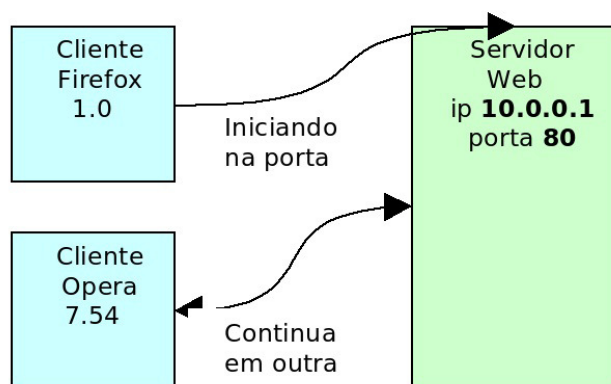 Cliente
Firefox
1.0
Iniciando
na porta
Servidor
Web
ip 10.0.0.1
porta 80
Cliente
Opera
7.54
Continua
em outra